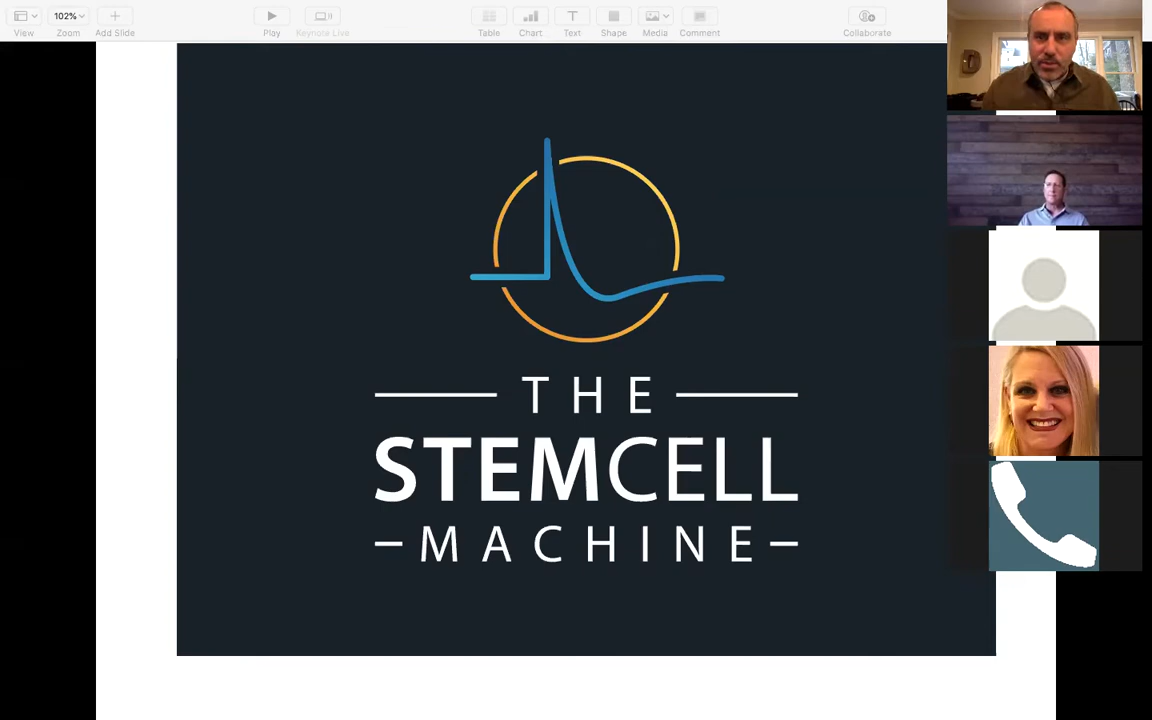 102%
View
Zoom
Add Slide
Play
Keynote Live
Table
Chart
Text
Shape
Media
Comment
Collaborate
THE
STEMCELL
MACHINE